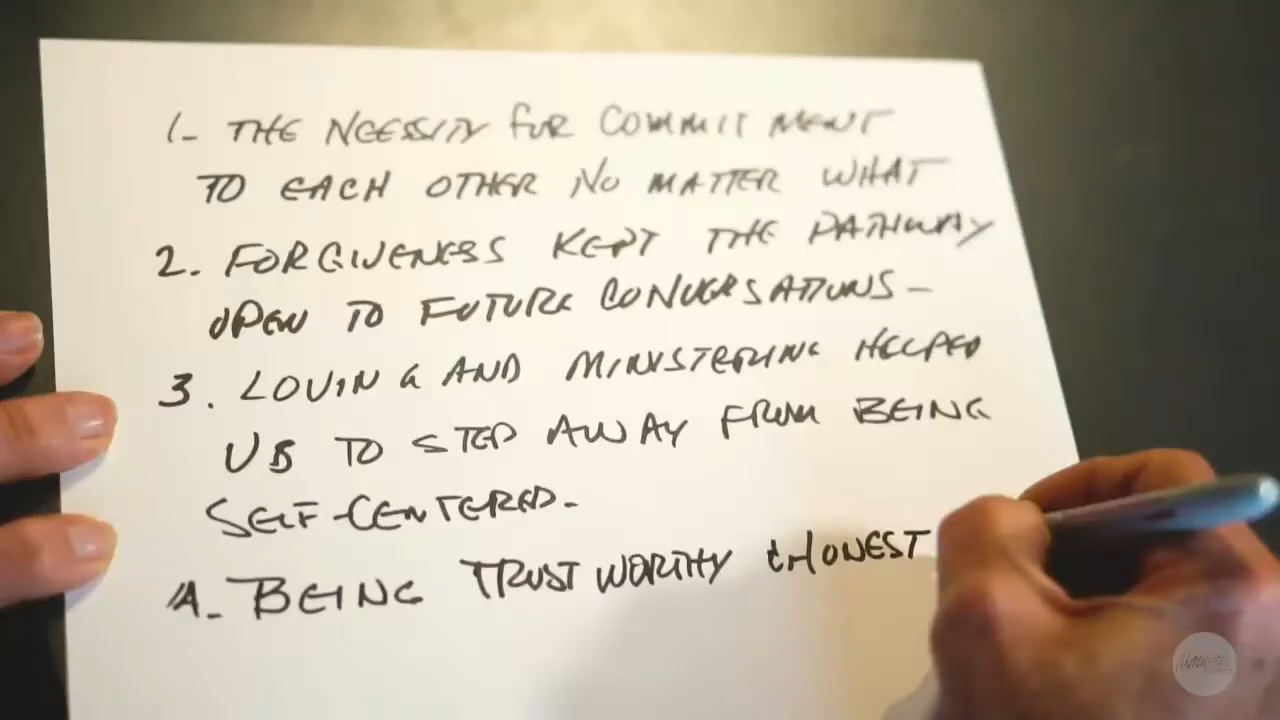 1- THE NECESSITY FOR COMMITMENT
TO EACH OTHER NO MATTER WHAT
2. FORGIVENESS KEPT THE PATHWAY
OPEN TO FUTURE CONVERSATIONS-
3. LOVING AND MINISTERING HELPED
US TO STEP AWAY FROM BEING
SELF-CENTERED-
4. BEING TRUSTWORTHY & HONEST